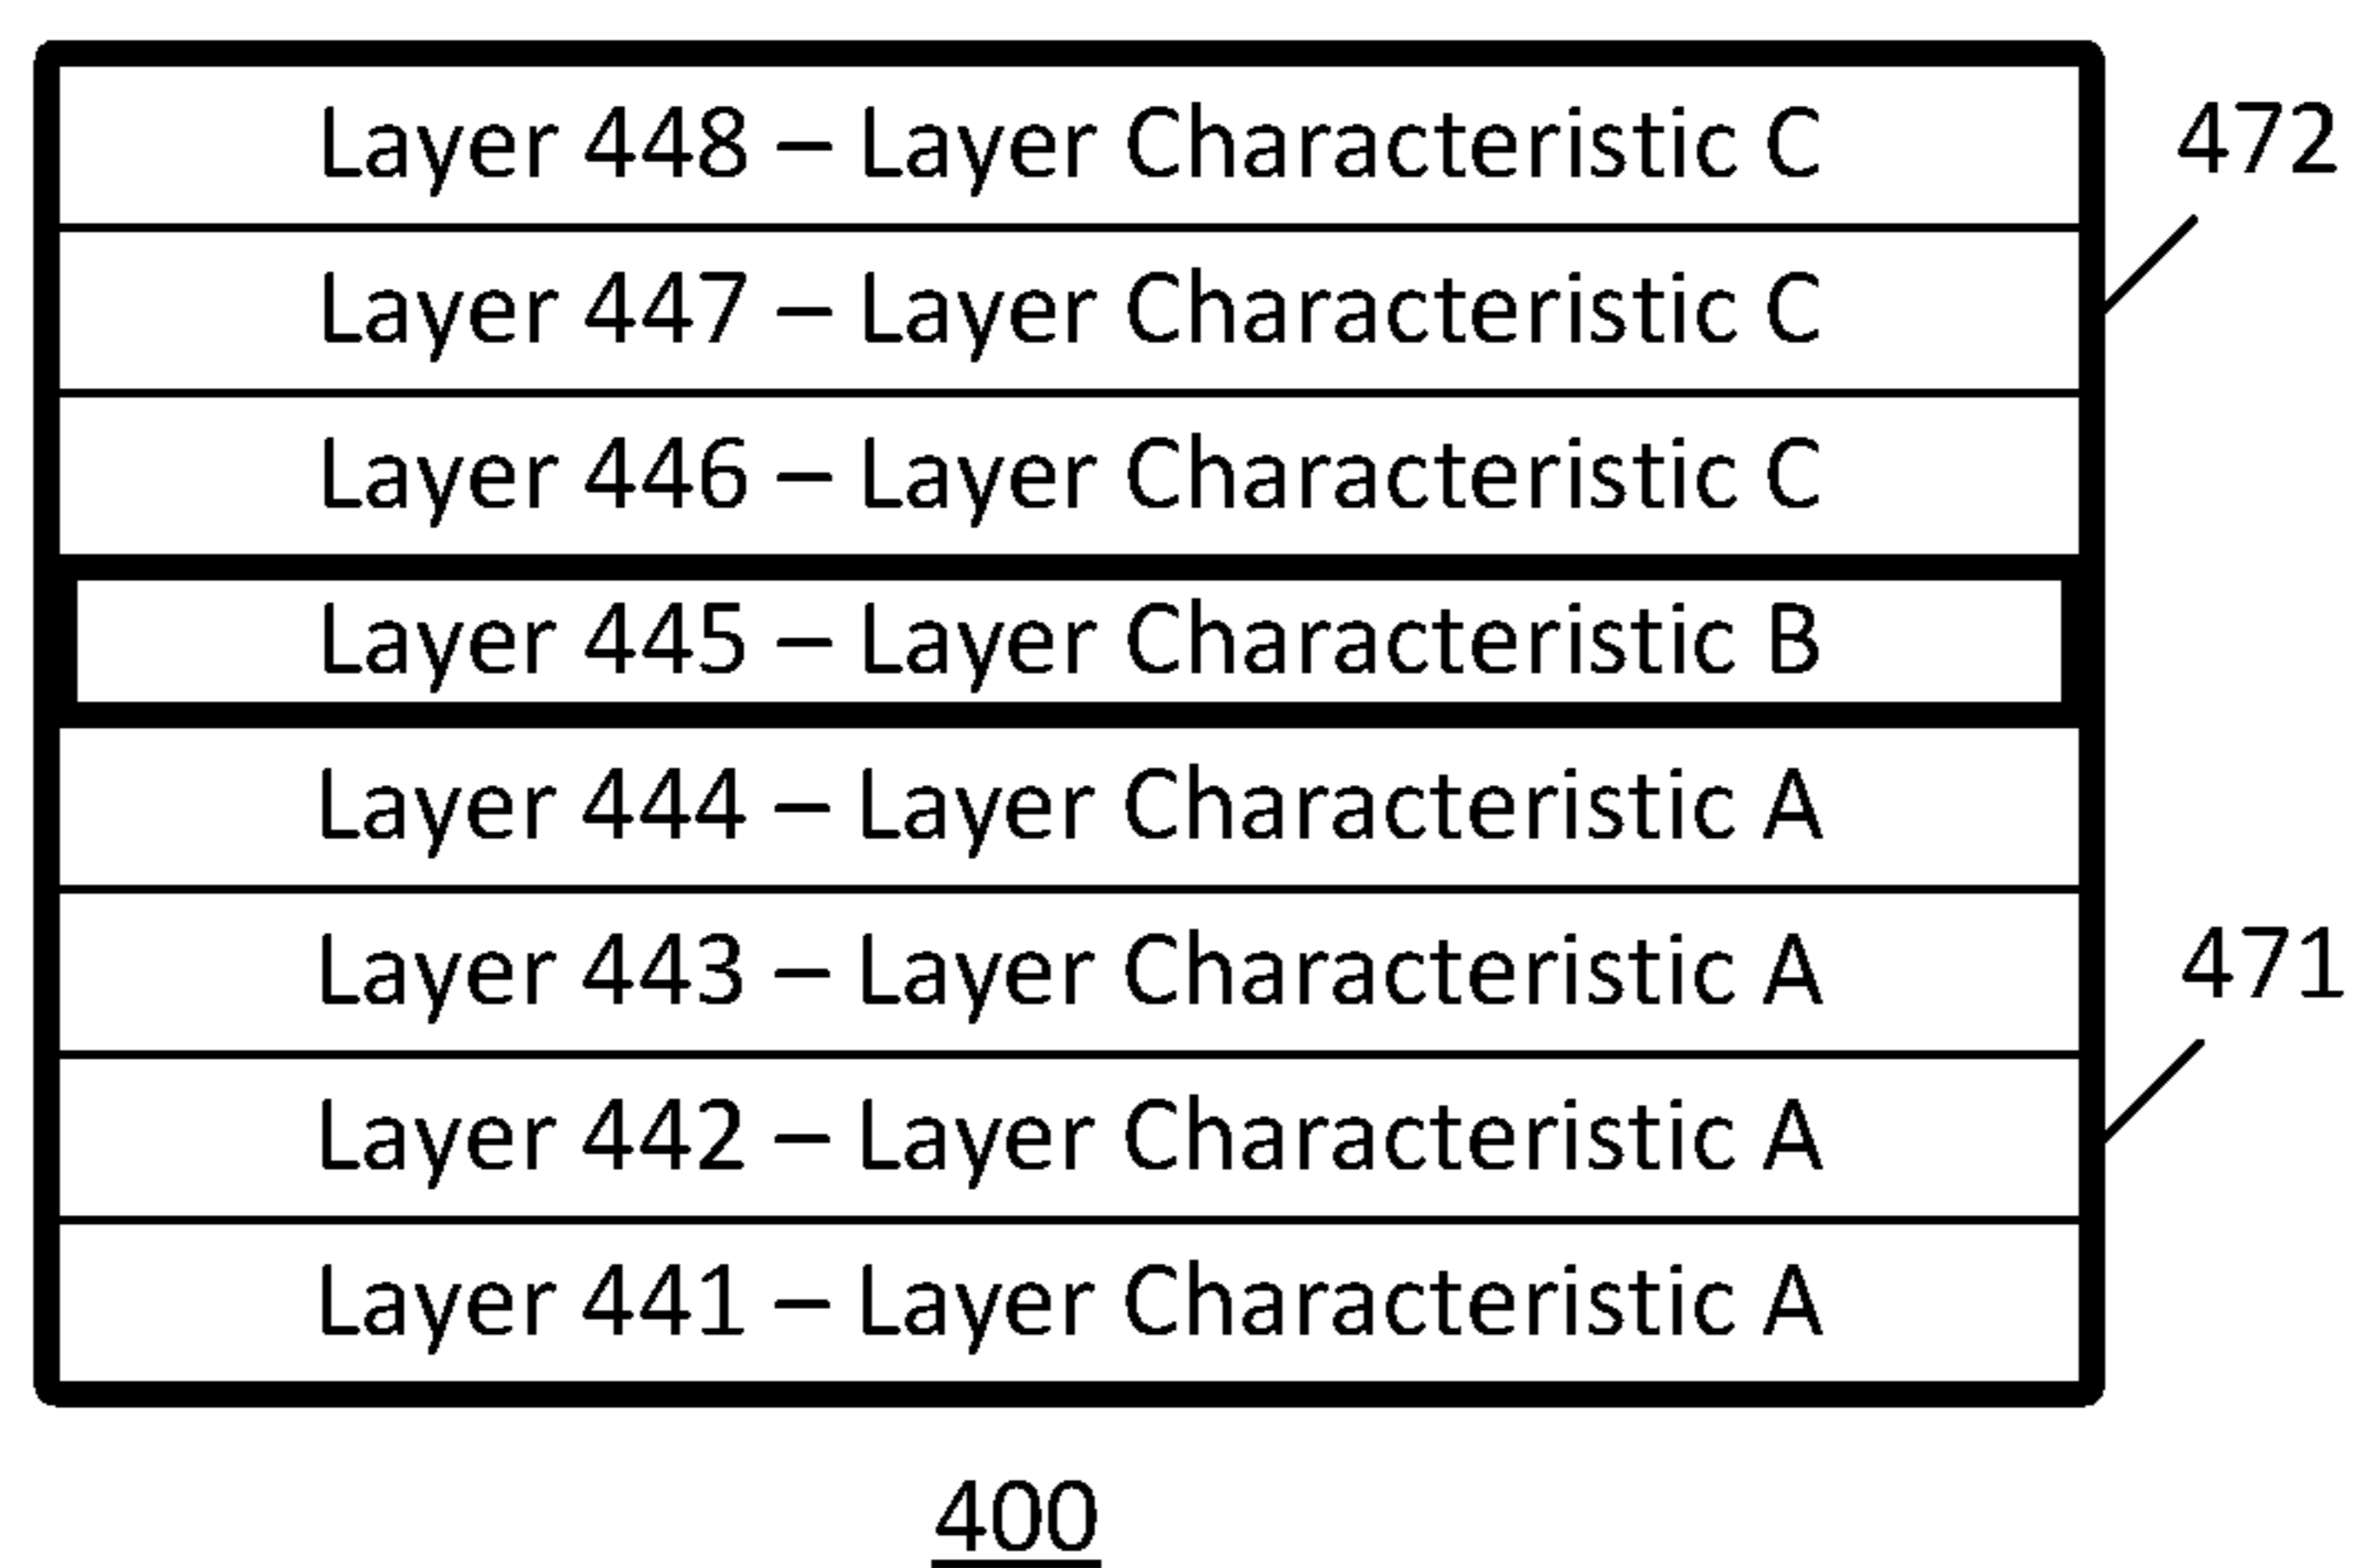 Layer 448 – Layer Characteristic C
472
Layer 447 – Layer Characteristic C
Layer 446 – Layer Characteristic C
Layer 445 – Layer Characteristic B
Layer 444 – Layer Characteristic A
Layer 443 – Layer Characteristic A
471
Layer 442 – Layer Characteristic A
Layer 441 – Layer Characteristic A
400